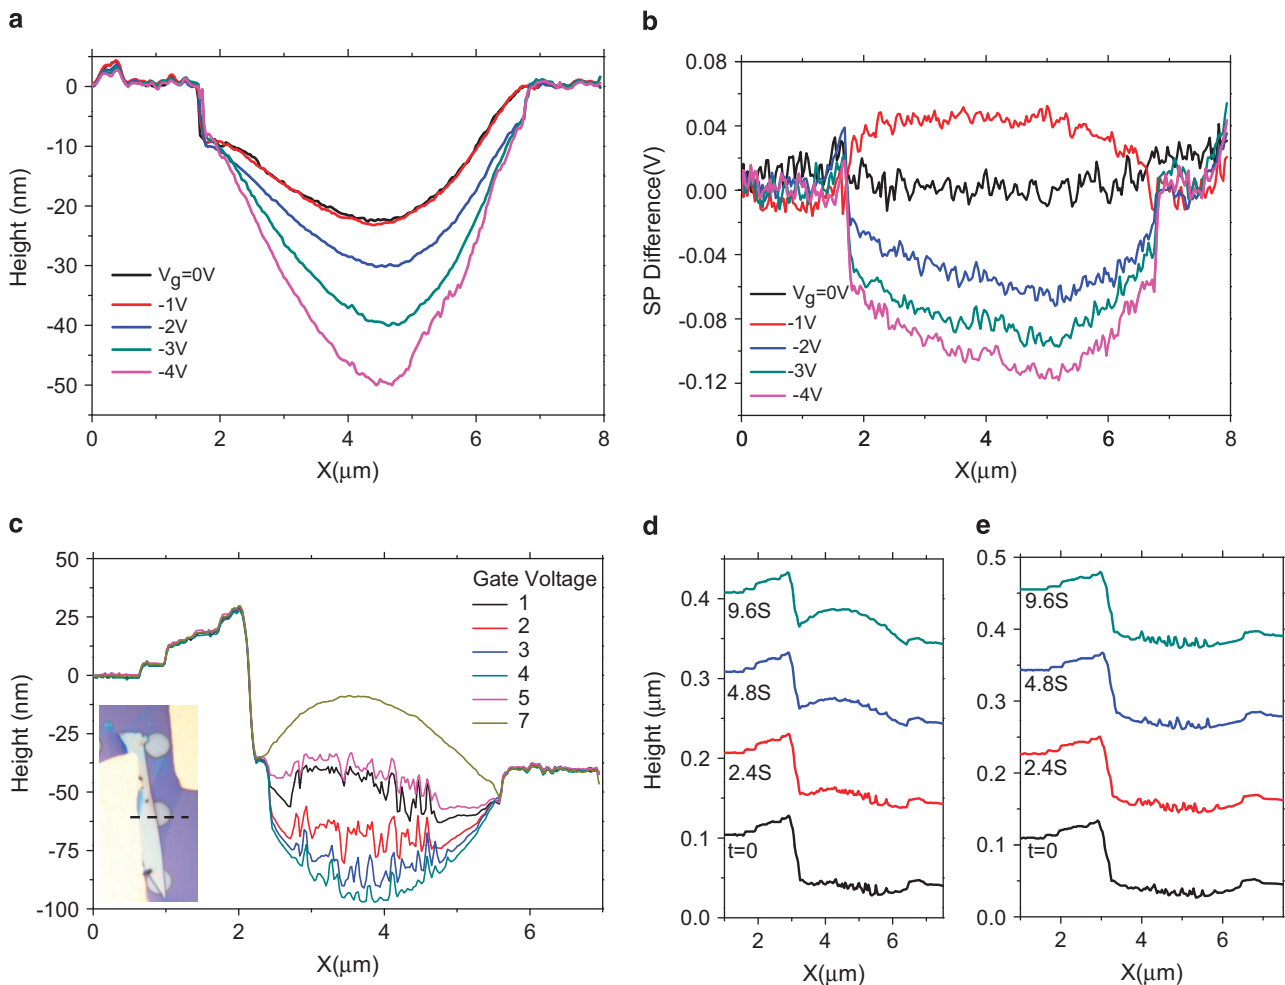 a
0
-10
-20
-30
-40
-50
Height (nm)
Vg=0V
-1V
-2V
-3V
-4V
0 2 4 6 8
X(μm)
b
0.08
0.04
0.00
-0.04
-0.08
-0.12
SP Difference(V)
Vg=0V
-1V
-2V
-3V
-4V
0 2 4 6 8
X(μm)
c
50
25
0
-25
-50
-75
-100
Height (nm)
Gate Voltage
1
2
3
4
5
7
0 2 4 6
X(μm)
d
0.4
0.3
0.2
0.1
0.0
Height (μm)
9.6S
4.8S
2.4S
t=0
2 4 6
X(μm)
e
0.5
0.4
0.3
0.2
0.1
0.0
9.6S
4.8S
2.4S
t=0
2 4 6
X(μm)